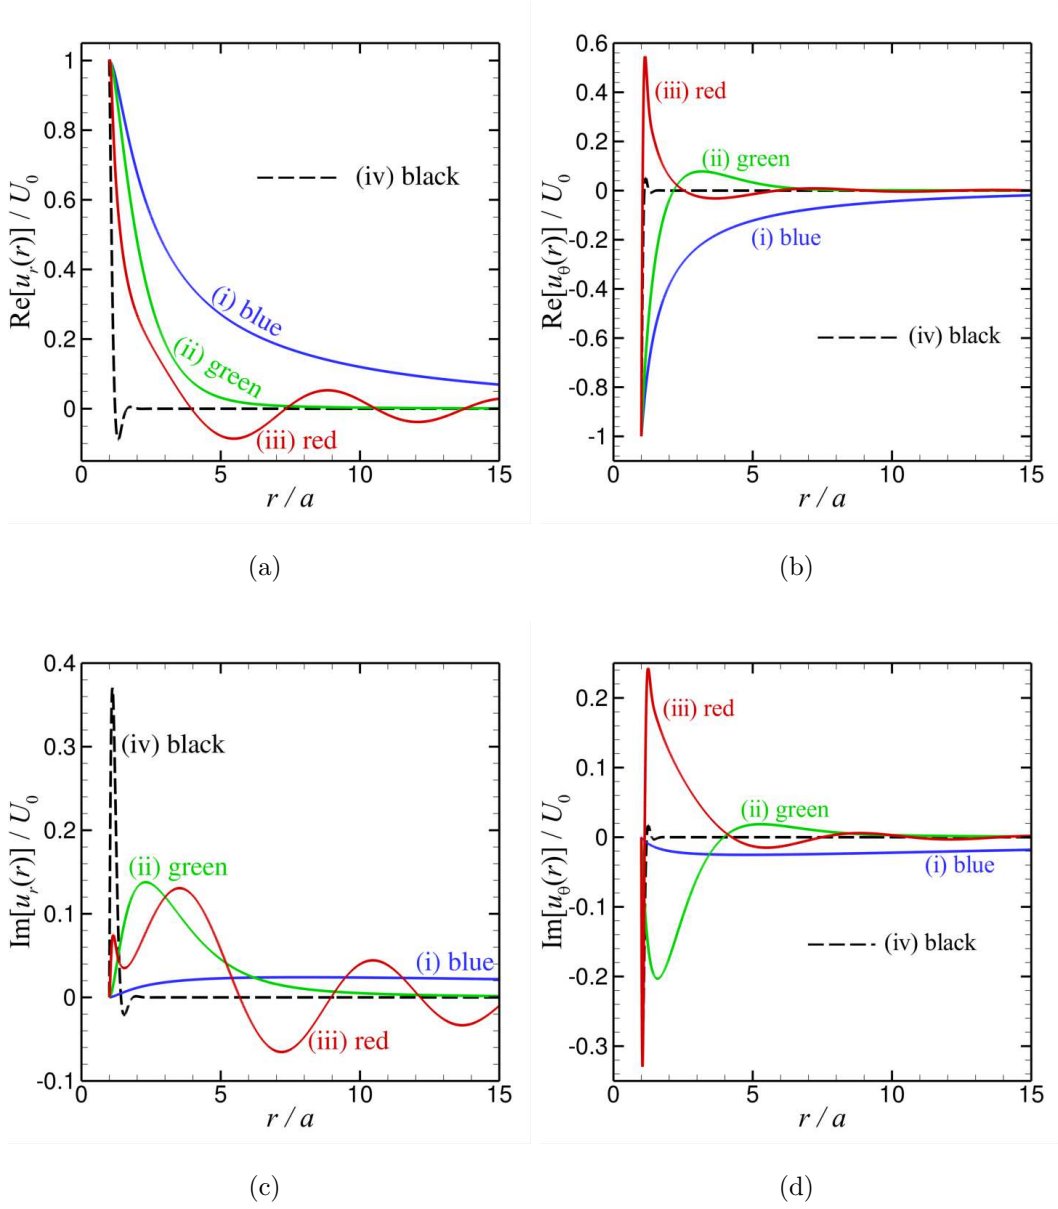 Re[u_r(r)] / U_0
1
0.8
0.6
0.4
0.2
0
0
5
10
15
r / a
(iv) black
(i) blue
(ii) green
(iii) red
(a)
Re[u_θ(r)] / U_0
0.6
0.4
0.2
0
-0.2
-0.4
-0.6
-0.8
-1
0
5
10
15
r / a
(iii) red
(ii) green
(i) blue
(iv) black
(b)
Im[u_r(r)] / U_0
0.4
0.3
0.2
0.1
0
-0.1
0
5
10
15
r / a
(iv) black
(ii) green
(i) blue
(iii) red
(c)
Im[u_θ(r)] / U_0
0.2
0.1
0
-0.1
-0.2
-0.3
0
5
10
15
r / a
(iii) red
(ii) green
(i) blue
(iv) black
(d)